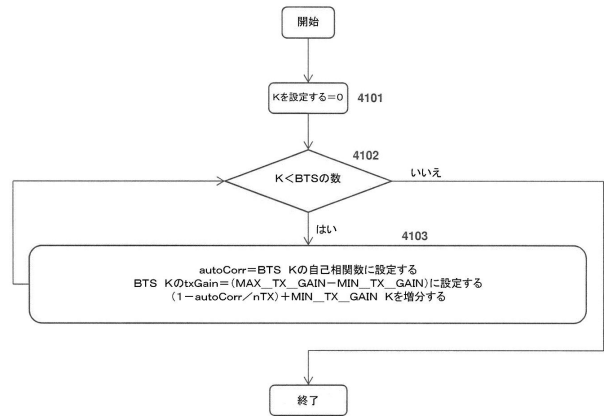 開始
Kを設定する=0
4101
4102
K<BTSの数
いいえ
はい
4103
autoCorr=BTS Kの自己相関数に設定する
BTS KのtxGain=(MAX__TX__GAIN-MIN__TX__GAIN)に設定する
(1-autoCorr/nTX)+MIN__TX__GAIN Kを増分する
終了